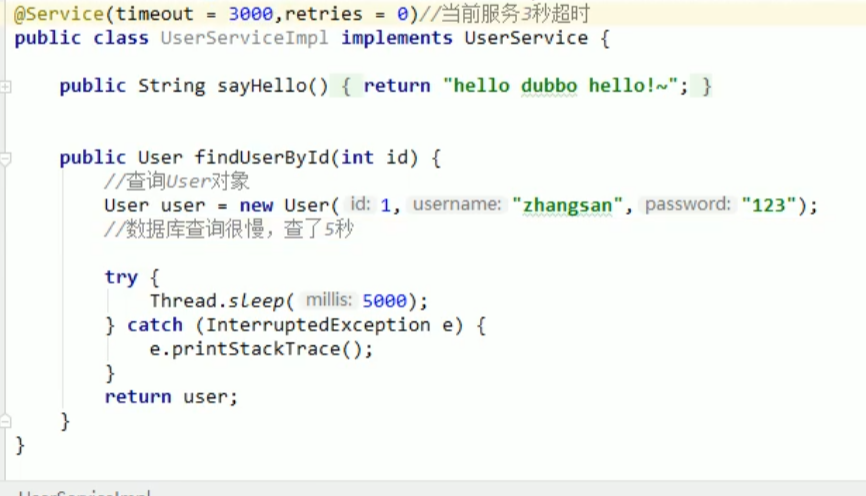 @Service(timeout = 3000,retries = 0)//当前服务3秒超时
public class UserServiceImpl implements UserService {
public String sayHello() { return "hello dubbo hello!~"; }
public User findUserById(int id) {
//查询User对象
User user = new User( id: 1, username: "zhangsan", password: "123");
//数据库查询很慢，查了5秒
try {
Thread.sleep( millis: 5000);
} catch (InterruptedException e) {
e.printStackTrace();
}
return user;
}
}
UserServiceImpl